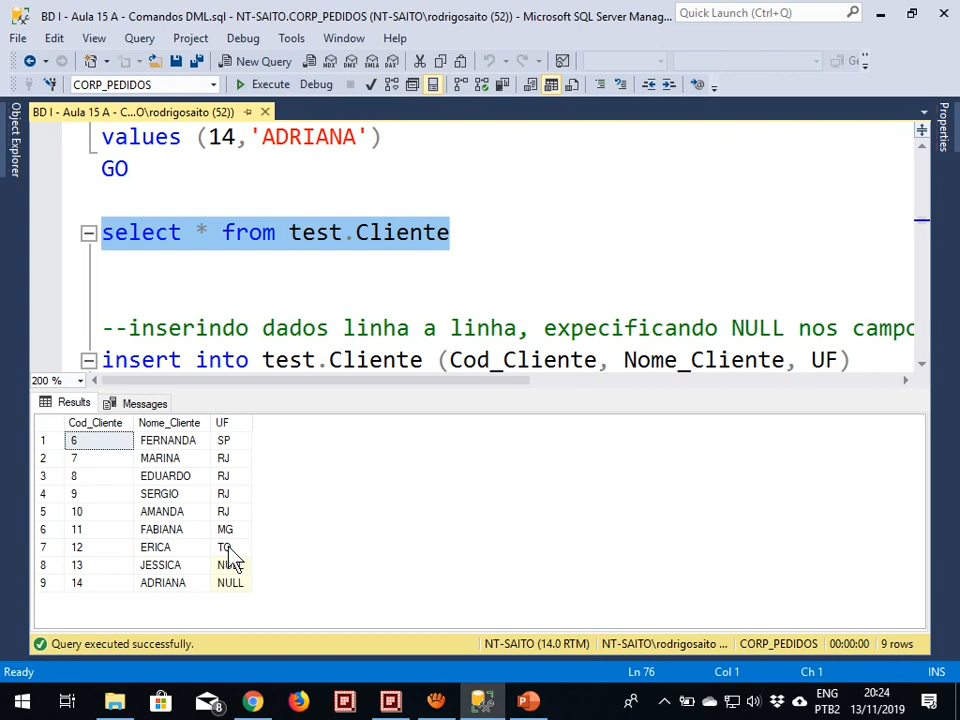 BD I - Aula 15 A - Comandos DML.sql - NT-SAITO.CORP_PEDIDOS (NT-SAITO\rodrigosaito (52)) - Microsoft SQL Server Manag...
Quick Launch (Ctrl+Q)
File Edit View Query Project Debug Tools Window Help
New Query
CORP_PEDIDOS Execute Debug
BD I - Aula 15 A - C...O\rodrigosaito (52))
Object Explorer
Properties
values (14,'ADRIANA')
GO
select * from test.Cliente
--inserindo dados linha a linha, expecificando NULL nos campo
insert into test.Cliente (Cod_Cliente, Nome_Cliente, UF)
200 %
Results Messages
Cod_Cliente Nome_Cliente UF
1 6 FERNANDA SP
2 7 MARINA RJ
3 8 EDUARDO RJ
4 9 SERGIO RJ
5 10 AMANDA RJ
6 11 FABIANA MG
7 12 ERICA TO
8 13 JESSICA NULL
9 14 ADRIANA NULL
Query executed successfully. NT-SAITO (14.0 RTM) NT-SAITO\rodrigosaito ... CORP_PEDIDOS 00:00:00 9 rows
Ready Ln 76 Col 1 Ch 1 INS
8
ENG
PTB2
20:24
13/11/2019